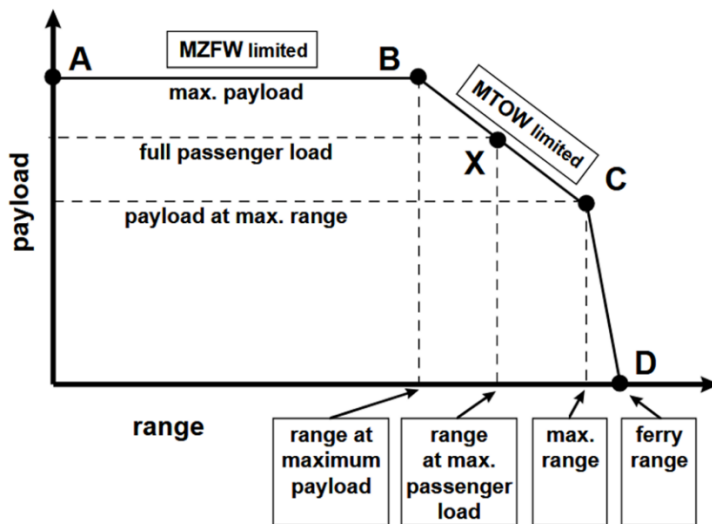 A
MZFW limited
B
max. payload
MTOW limited
full passenger load
X
C
payload at max. range
payload
D
range
range at
maximum
payload
range
at max.
passenger
load
max.
range
ferry
range